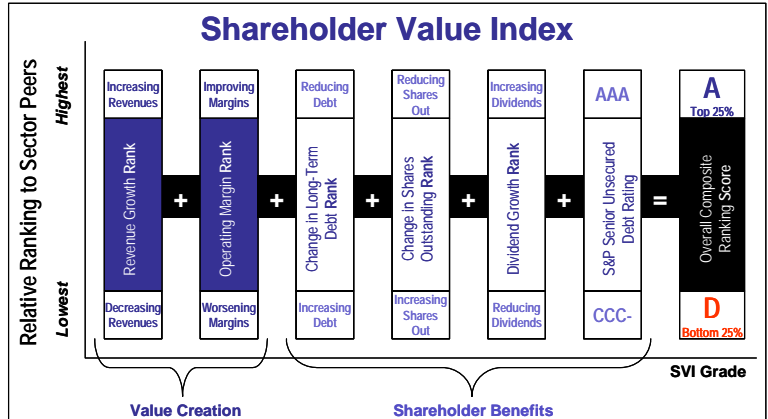 Shareholder Value Index
Relative Ranking to Sector Peers
Highest
Lowest
Increasing
Revenues
Revenue Growth Rank
Decreasing
Revenues
+
Improving
Margins
Operating Margin Rank
Worsening
Margins
+
Reducing
Debt
Change in Long-Term
Debt Rank
Increasing
Debt
+
Reducing
Shares
Out
Change in Shares
Outstanding Rank
Increasing
Shares
Out
+
Increasing
Dividends
Dividend Growth Rank
Reducing
Dividends
+
AAA
S&P Senior Unsecured
Debt Rating
CCC-
=
A
Top 25%
Overall Composite
Ranking Score
D
Bottom 25%
SVI Grade
Value Creation
Shareholder Benefits